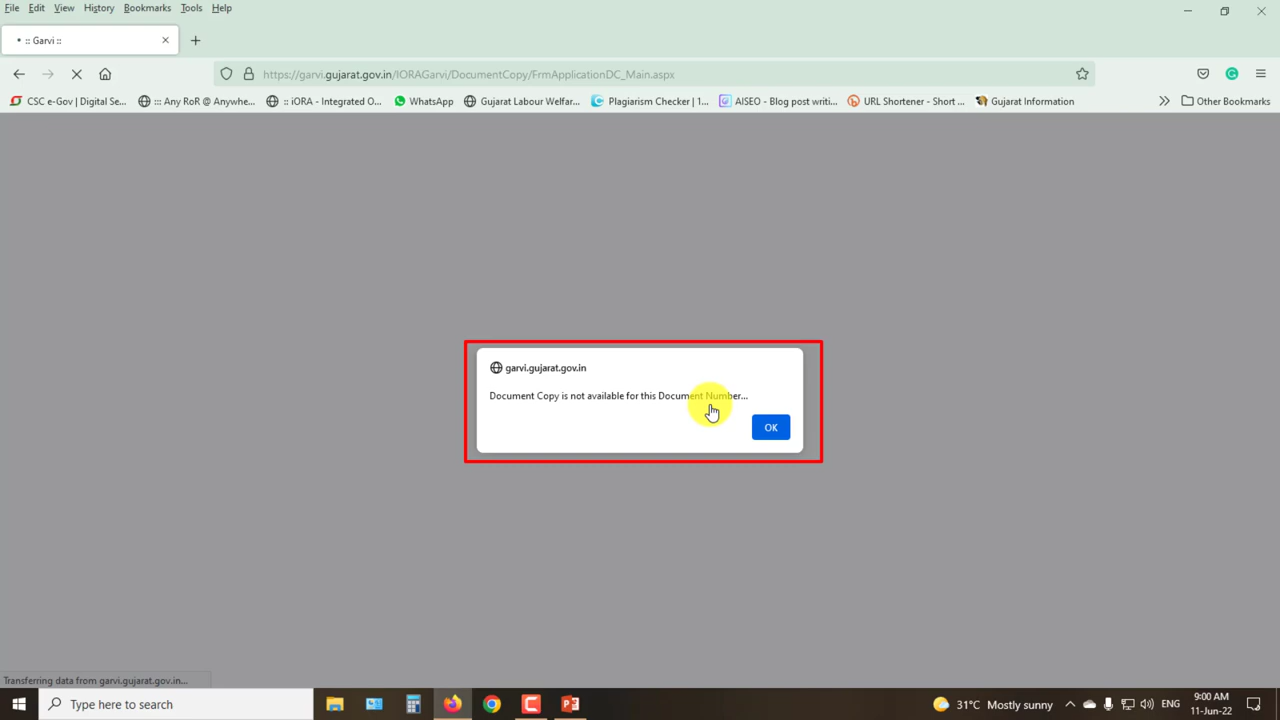 File Edit View History Bookmarks Tools Help
• :: Garvi ::
https://garvi.gujarat.gov.in/IORAGarvi/DocumentCopy/FrmApplicationDC_Main.aspx
CSC e-Gov | Digital Se... ::: Any RoR @ Anywhe... :: iORA - Integrated O... WhatsApp Gujarat Labour Welfar... Plagiarism Checker | 1... AISEO - Blog post writi... URL Shortener - Short ... Gujarat Information Other Bookmarks
garvi.gujarat.gov.in
Document Copy is not available for this Document Number...
OK
Transferring data from garvi.gujarat.gov.in...
Type here to search
31°C Mostly sunny
ENG
9:00 AM
11-Jun-22